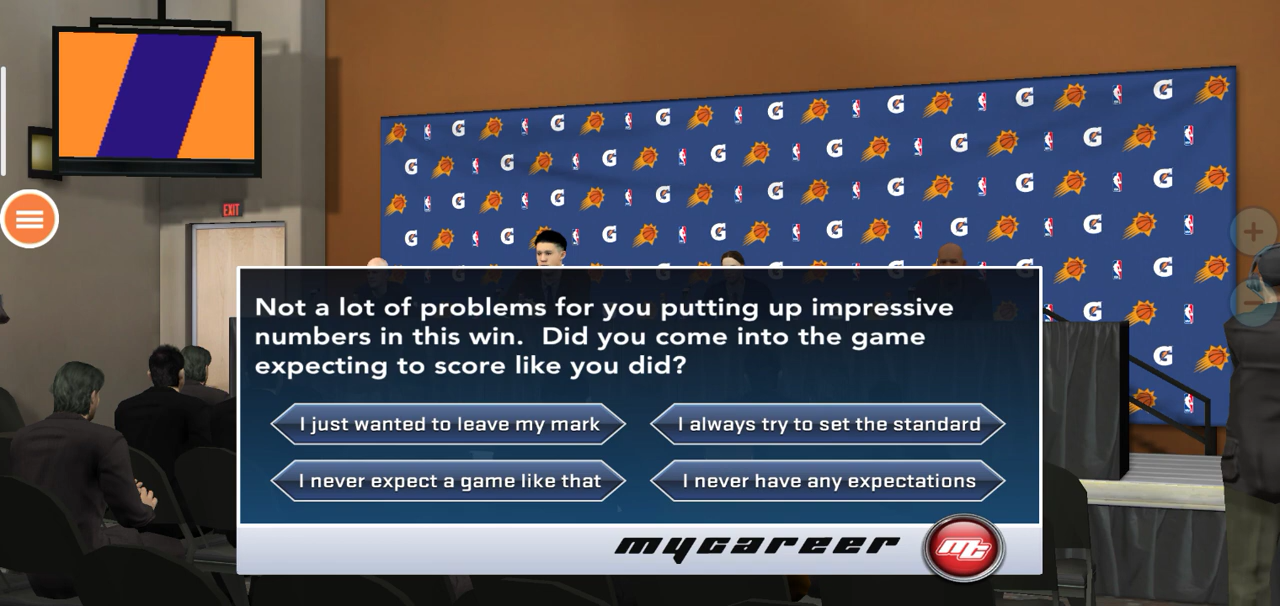 EXIT
Not a lot of problems for you putting up impressive
numbers in this win.  Did you come into the game
expecting to score like you did?
I just wanted to leave my mark
I always try to set the standard
I never expect a game like that
I never have any expectations
mycareer
mc